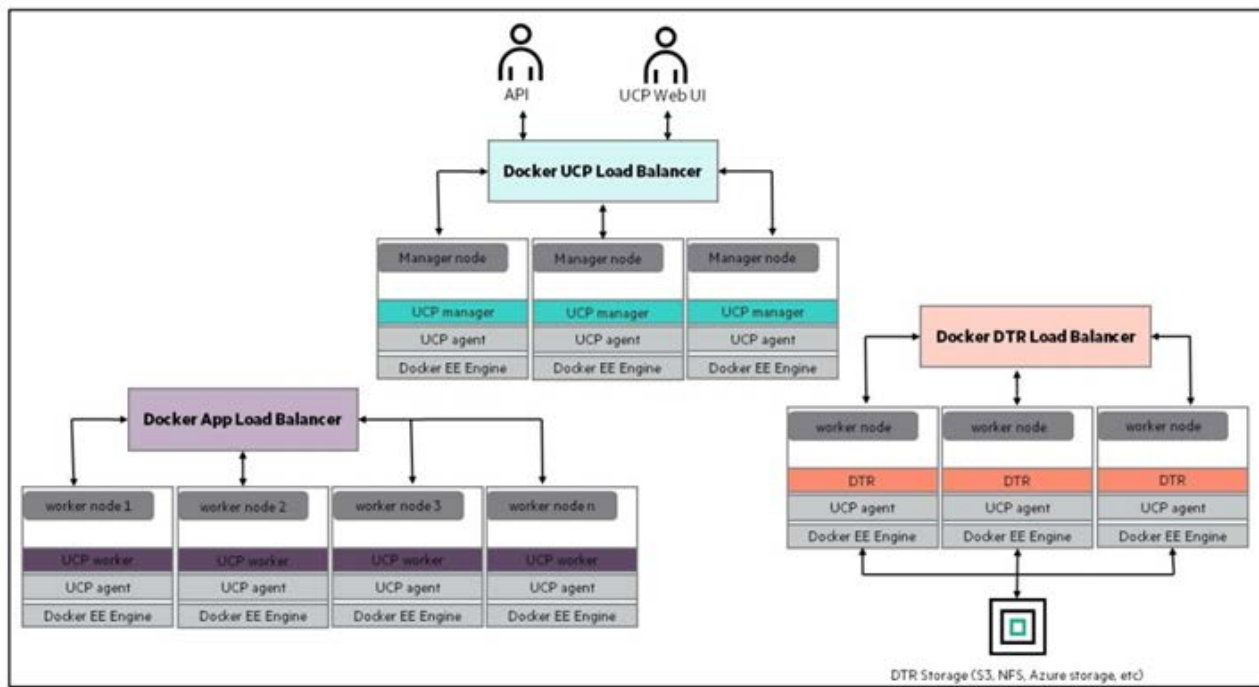 API
UCP Web UI
Docker UCP Load Balancer
Manager node
Manager node
Manager node
UCP manager
UCP manager
UCP manager
UCP agent
UCP agent
UCP agent
Docker EE Engine
Docker EE Engine
Docker EE Engine
Docker DTR Load Balancer
worker node
worker node
worker node
DTR
DTR
DTR
UCP agent
UCP agent
UCP agent
Docker EE Engine
Docker EE Engine
Docker EE Engine
DTR Storage (S3, NFS, Azure storage, etc)
Docker App Load Balancer
worker node 1
worker node 2
worker node 3
worker node n
UCP worker
UCP worker
UCP worker
UCP worker
UCP agent
UCP agent
UCP agent
UCP agent
Docker EE Engine
Docker EE Engine
Docker EE Engine
Docker EE Engine